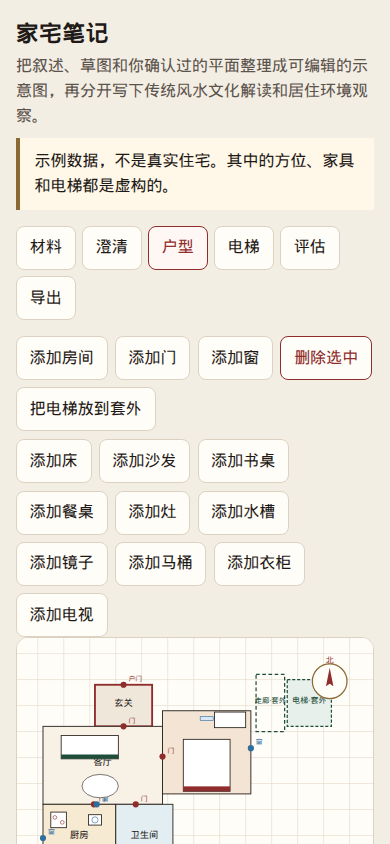 家宅笔记
把叙述、草图和你确认过的平面整理成可编辑的示
意图，再分开写下传统风水文化解读和居住环境观
察。
示例数据，不是真实住宅。其中的方位、家具
和电梯都是虚构的。
材料 澄清 户型 电梯 评估
导出
添加房间 添加门 添加窗 删除选中
把电梯放到套外
添加床 添加沙发 添加书桌
添加餐桌 添加灶 添加水槽
添加镜子 添加马桶 添加衣柜
添加电视
北
户门
玄关
走廊·套外 电梯·套外
门
窗
门
客厅
门
窗
厨房 卫生间